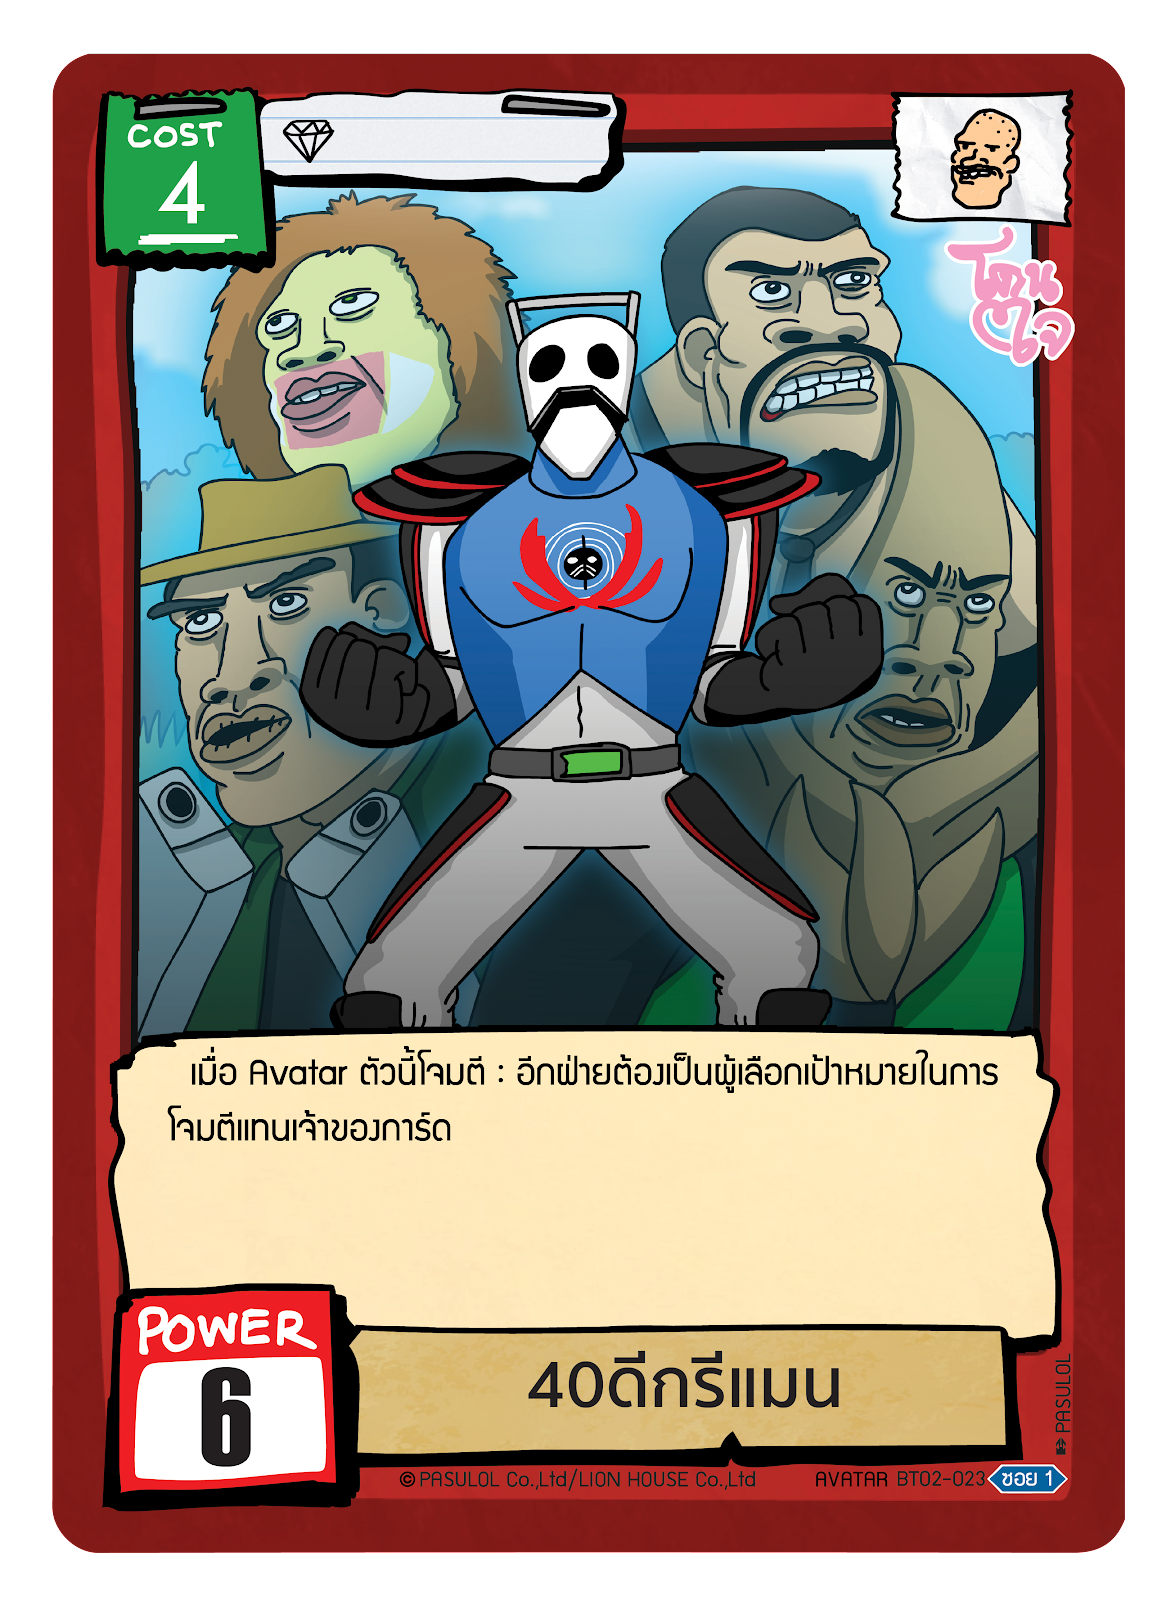 COST
4
โดนใจ
เมื่อ Avatar ตัวนี้โจมตี : อีกฝ่ายต้องเป็นผู้เลือกเป้าหมายในการ
โจมตีแทนเจ้าของการ์ด
POWER
6
40ดีกรีแมน
PASULOL
© PASULOL Co.,Ltd/LION HOUSE Co.,Ltd
AVATAR BT02-023
ซอย 1